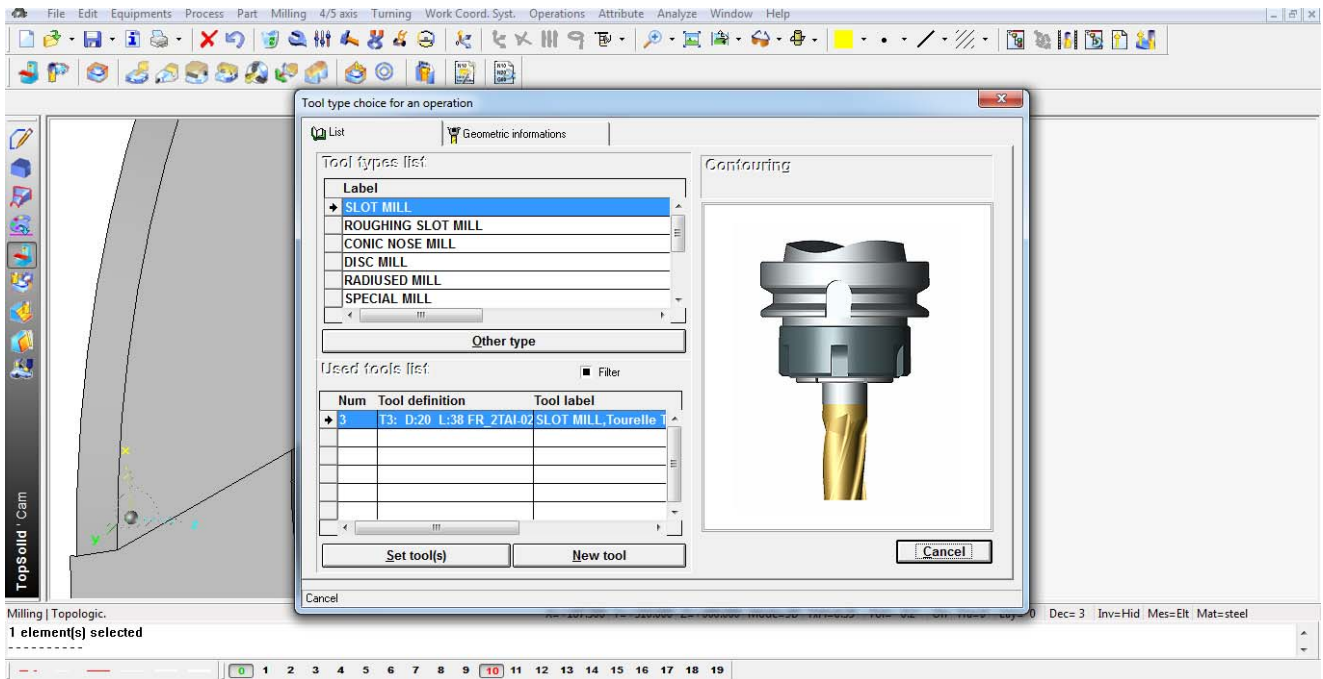 File Edit Equipments Process Part Milling 4/5 axis Turning Work Coord. Syst. Operations Attribute Analyze Window Help
Tool type choice for an operation
List Geometric informations
Tool types list
Contouring
Label
SLOT MILL
ROUGHING SLOT MILL
CONIC NOSE MILL
DISC MILL
RADIUSED MILL
SPECIAL MILL
Other type
Used tools list Filter
Num Tool definition Tool label
3 T3: D:20 L:38 FR_2TAI-02 SLOT MILL,Tourelle T
Set tool(s) New tool
Cancel
Cancel
x
y
TopSolid'Cam
Milling | Topologic. Dec= 3 Inv=Hid Mes=Elt Mat=steel
1 element(s) selected
----------
0 1 2 3 4 5 6 7 8 9 10 11 12 13 14 15 16 17 18 19